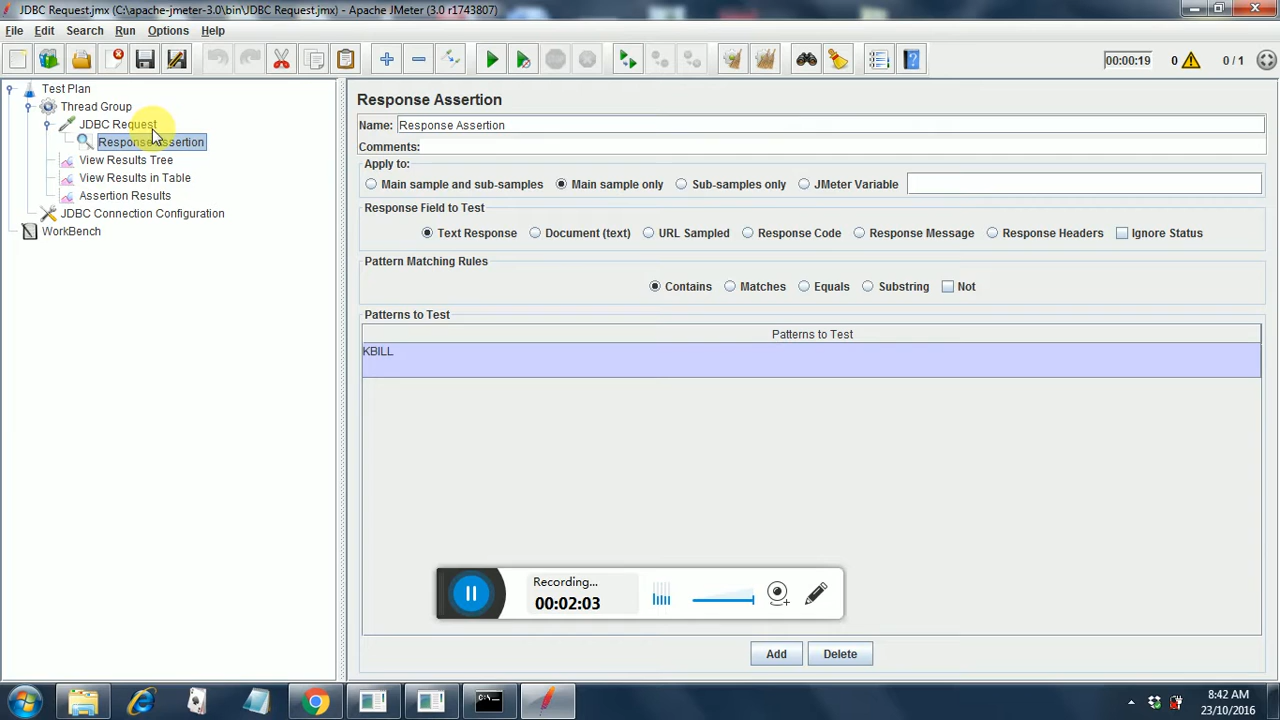 JDBC Request.jmx (C:\apache-jmeter-3.0\bin\JDBC Request.jmx) - Apache JMeter (3.0 r1743807)
File Edit Search Run Options Help
00:00:19 0 0 / 1
Test Plan
Thread Group
JDBC Request
Response Assertion
View Results Tree
View Results in Table
Assertion Results
JDBC Connection Configuration
WorkBench
Response Assertion
Name: Response Assertion
Comments:
Apply to:
Main sample and sub-samples Main sample only Sub-samples only JMeter Variable
Response Field to Test
Text Response Document (text) URL Sampled Response Code Response Message Response Headers Ignore Status
Pattern Matching Rules
Contains Matches Equals Substring Not
Patterns to Test
Patterns to Test
KBILL
Recording...
00:02:03
Add Delete
8:42 AM
23/10/2016